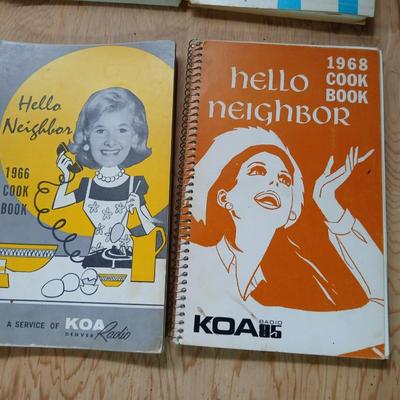 Hello
Neighbor
1966
COOK
BOOK
A SERVICE OF KOA Radio
DENVER
1968
COOK
BOOK
hello
neighbor
KOA RADIO 85